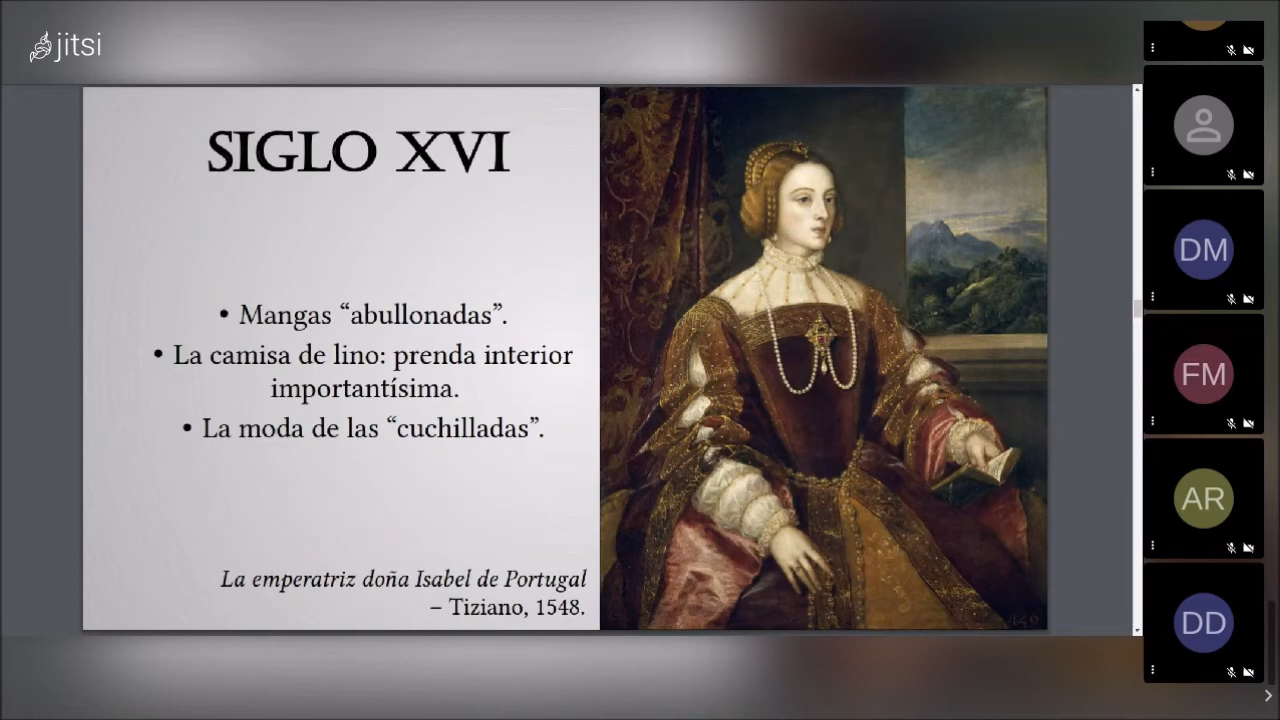 jitsi
SIGLO XVI
• Mangas “abullonadas”.
• La camisa de lino: prenda interior
importantísima.
• La moda de las “cuchilladas”.
La emperatriz doña Isabel de Portugal
– Tiziano, 1548.
DM
FM
AR
DD